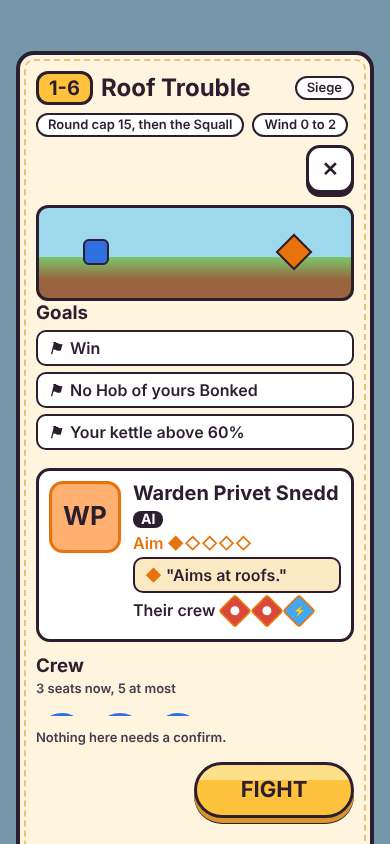 1-6 Roof Trouble Siege
Round cap 15, then the Squall Wind 0 to 2
×
Goals
Win
No Hob of yours Bonked
Your kettle above 60%
WP Warden Privet Snedd
AI
Aim
"Aims at roofs."
Their crew
Crew
3 seats now, 5 at most
Nothing here needs a confirm.
FIGHT